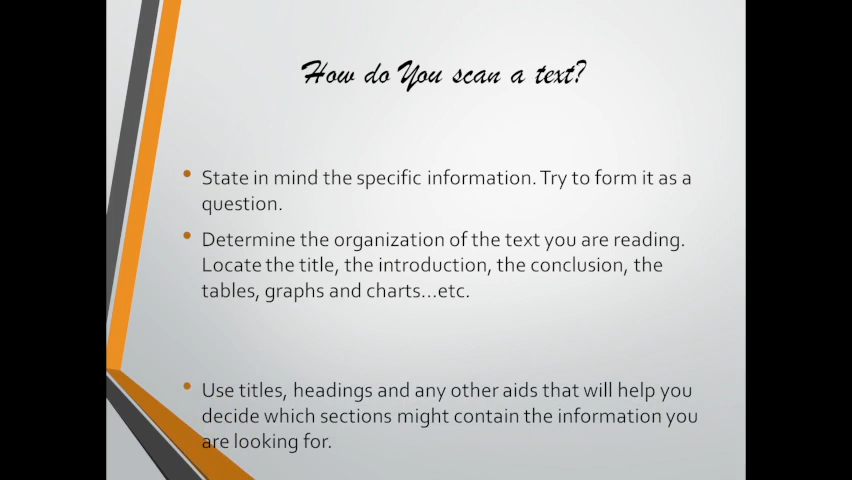 How do You scan a text?
• State in mind the specific information. Try to form it as a
question.
• Determine the organization of the text you are reading.
Locate the title, the introduction, the conclusion, the
tables, graphs and charts…etc.
• Use titles, headings and any other aids that will help you
decide which sections might contain the information you
are looking for.